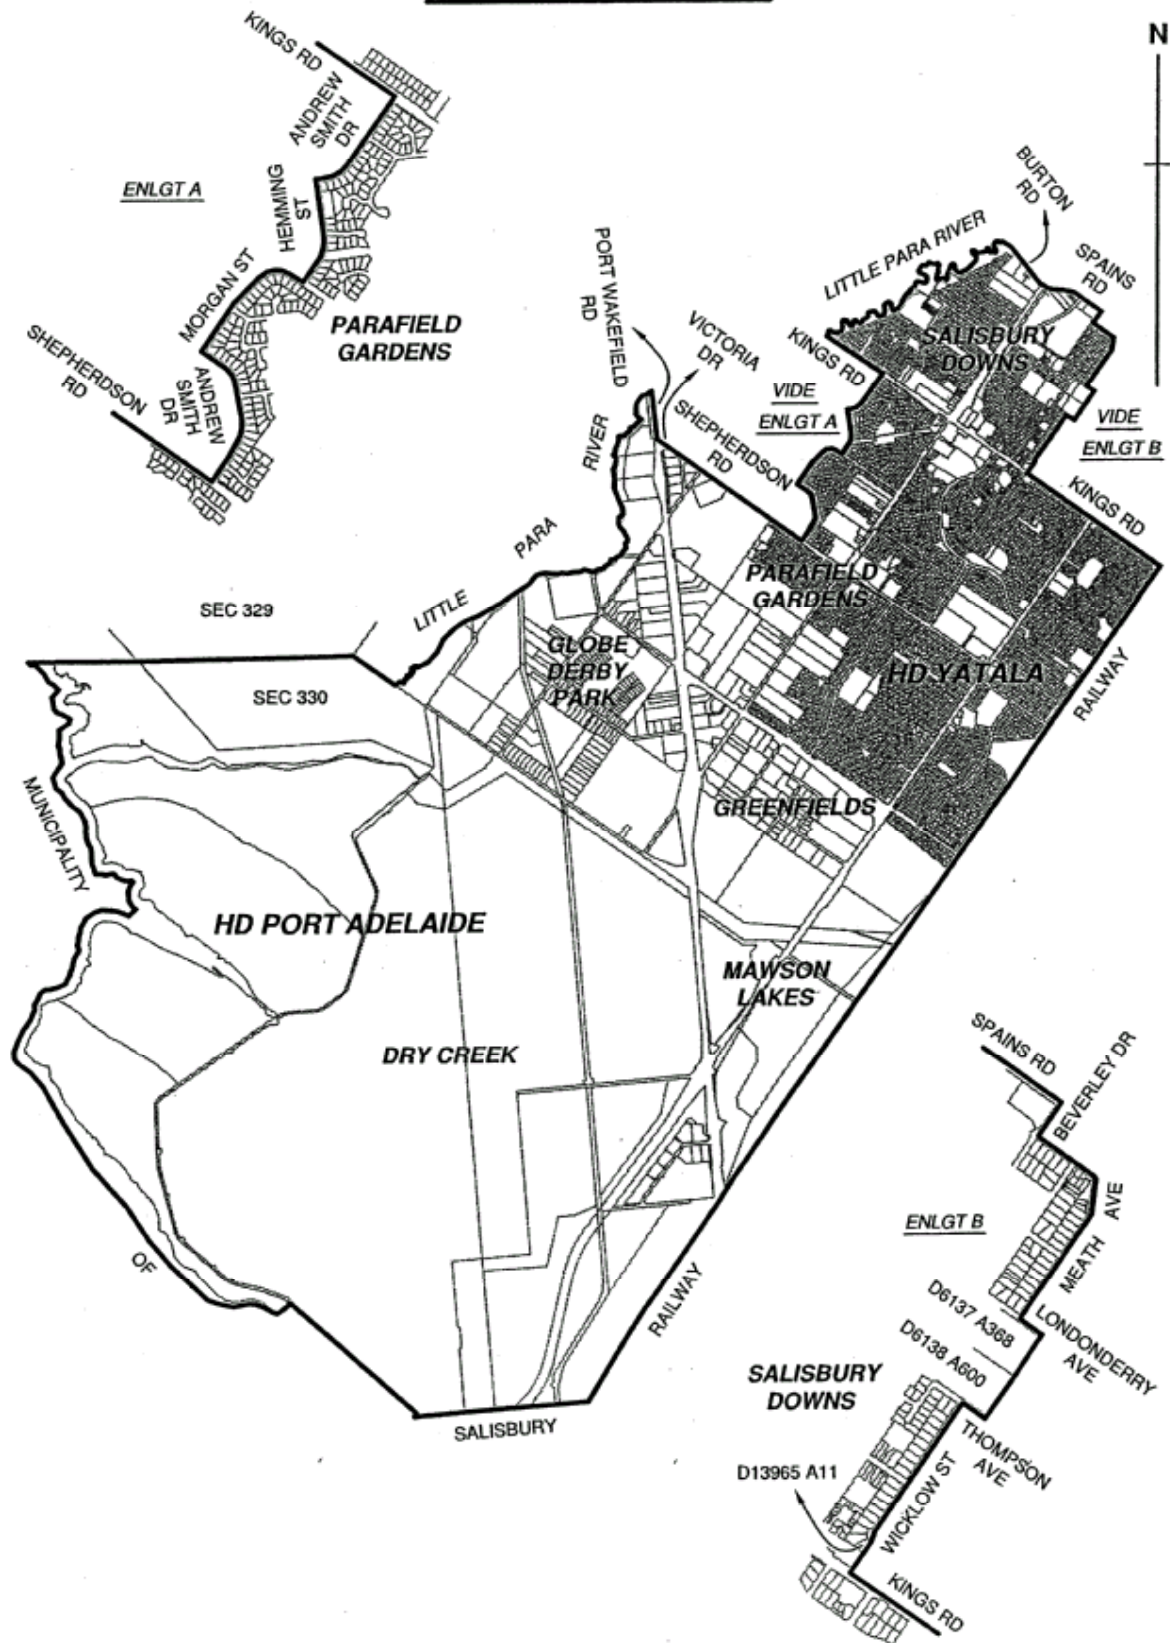 N
KINGS RD
ANDREW
SMITH
DR
ENLGT A
HEMMING
ST
MORGAN ST
PARAFIELD
GARDENS
SHEPHERDSON
RD
ANDREW
SMITH
DR
BURTON
RD
LITTLE PARA RIVER
SPAINS
RD
PORT WAKEFIELD
RD
VICTORIA
DR
KINGS RD
SALISBURY
DOWNS
VIDE
ENLGT A
VIDE
ENLGT B
RIVER
SHEPHERDSON
RD
KINGS RD
PARA
LITTLE
PARAFIELD
GARDENS
SEC 329
GLOBE
DERBY
PARK
HD YATALA
RAILWAY
SEC 330
MUNICIPALITY
GREENFIELDS
HD PORT ADELAIDE
MAWSON
LAKES
DRY CREEK
SPAINS RD
BEVERLEY DR
ENLGT B
AVE
MEATH
OF
RAILWAY
D6137 A368
LONDONDERRY
AVE
D6138 A600
SALISBURY
DOWNS
SALISBURY
THOMPSON
AVE
D13965 A11
WICKLOW ST
KINGS RD